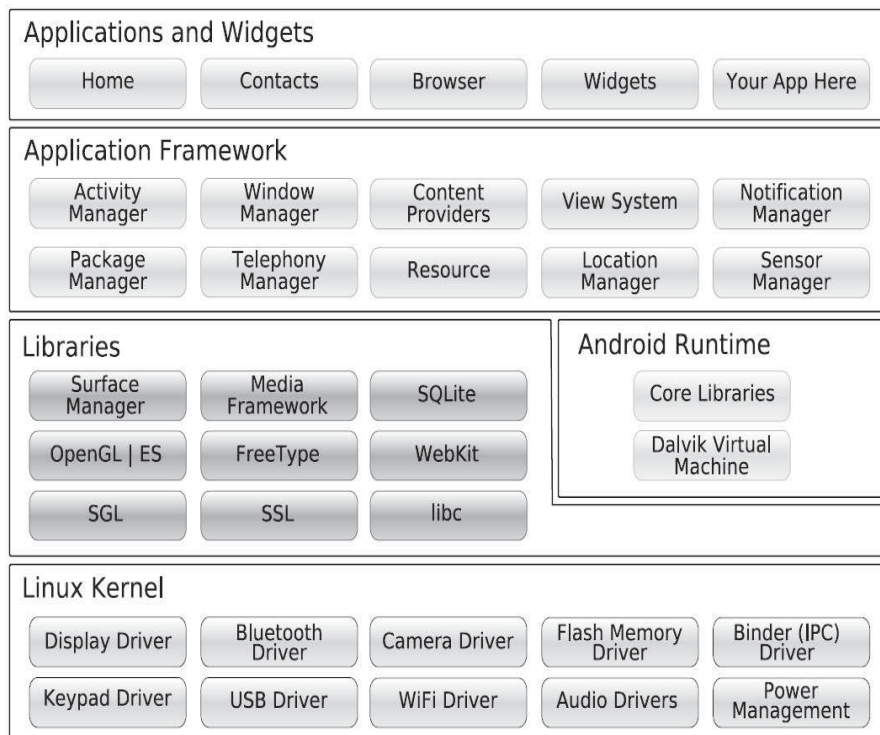 Applications and Widgets
Home
Contacts
Browser
Widgets
Your App Here
Application Framework
Activity
Manager
Window
Manager
Content
Providers
View System
Notification
Manager
Package
Manager
Telephony
Manager
Resource
Location
Manager
Sensor
Manager
Libraries
Surface
Manager
Media
Framework
SQLite
OpenGL | ES
FreeType
WebKit
SGL
SSL
libc
Android Runtime
Core Libraries
Dalvik Virtual
Machine
Linux Kernel
Display Driver
Bluetooth
Driver
Camera Driver
Flash Memory
Driver
Binder (IPC)
Driver
Keypad Driver
USB Driver
WiFi Driver
Audio Drivers
Power
Management